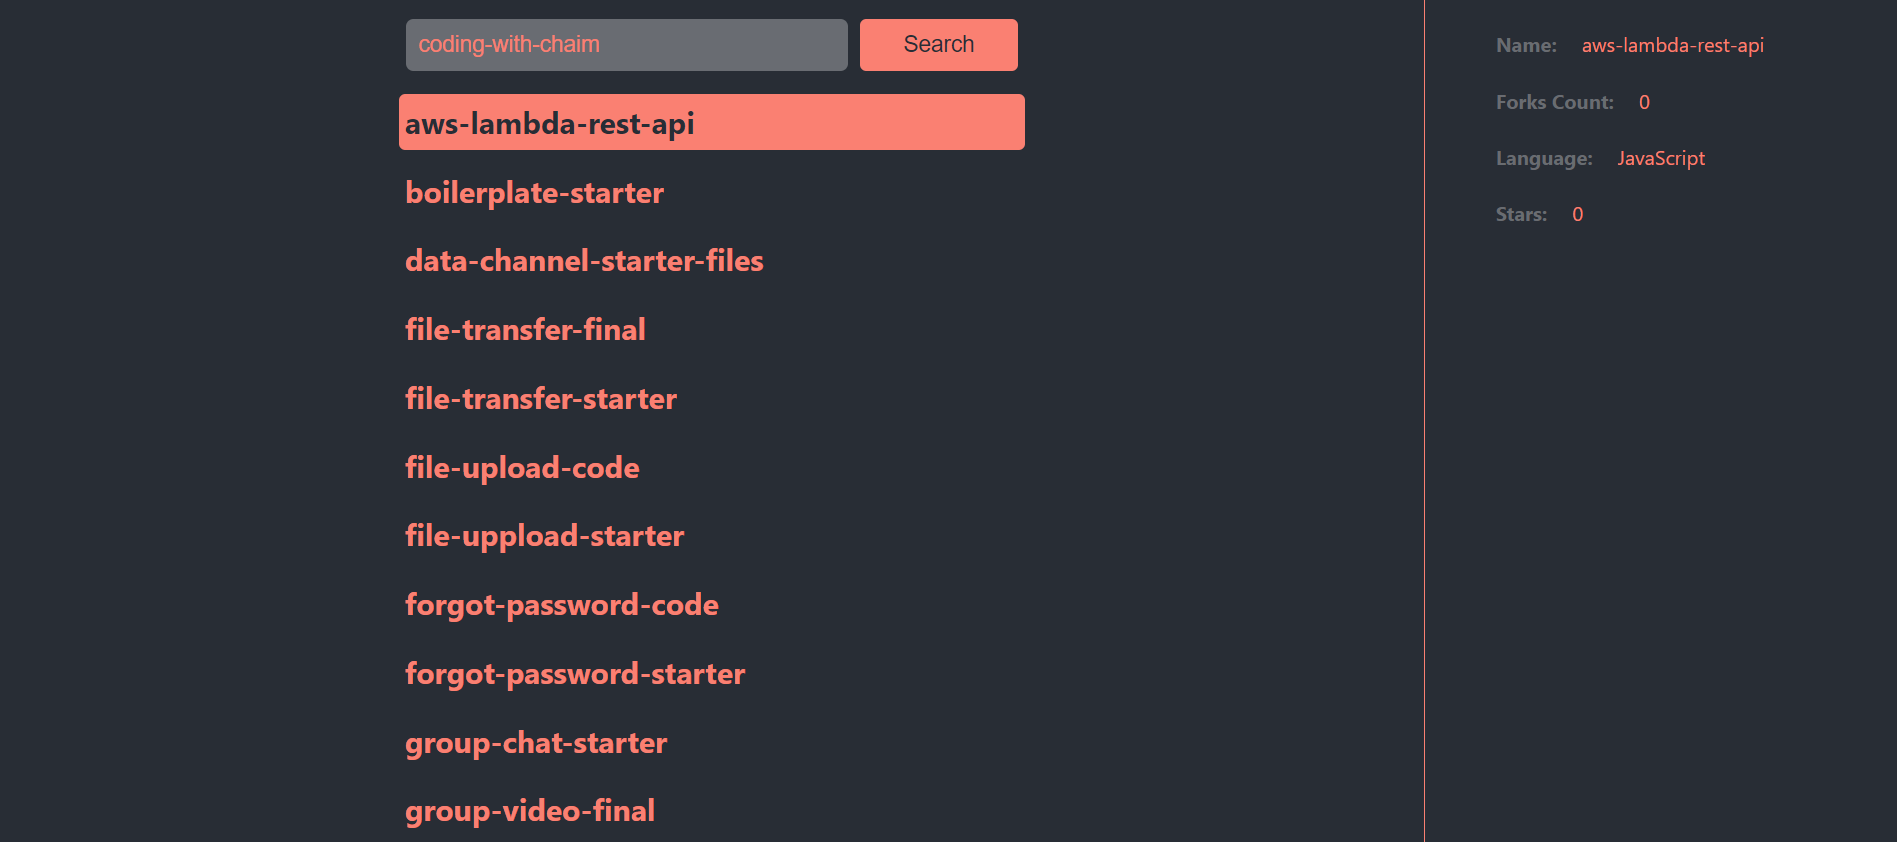 coding-with-chaim
Search
aws-lambda-rest-api
boilerplate-starter
data-channel-starter-files
file-transfer-final
file-transfer-starter
file-upload-code
file-uppload-starter
forgot-password-code
forgot-password-starter
group-chat-starter
group-video-final
Name: aws-lambda-rest-api
Forks Count: 0
Language: JavaScript
Stars: 0